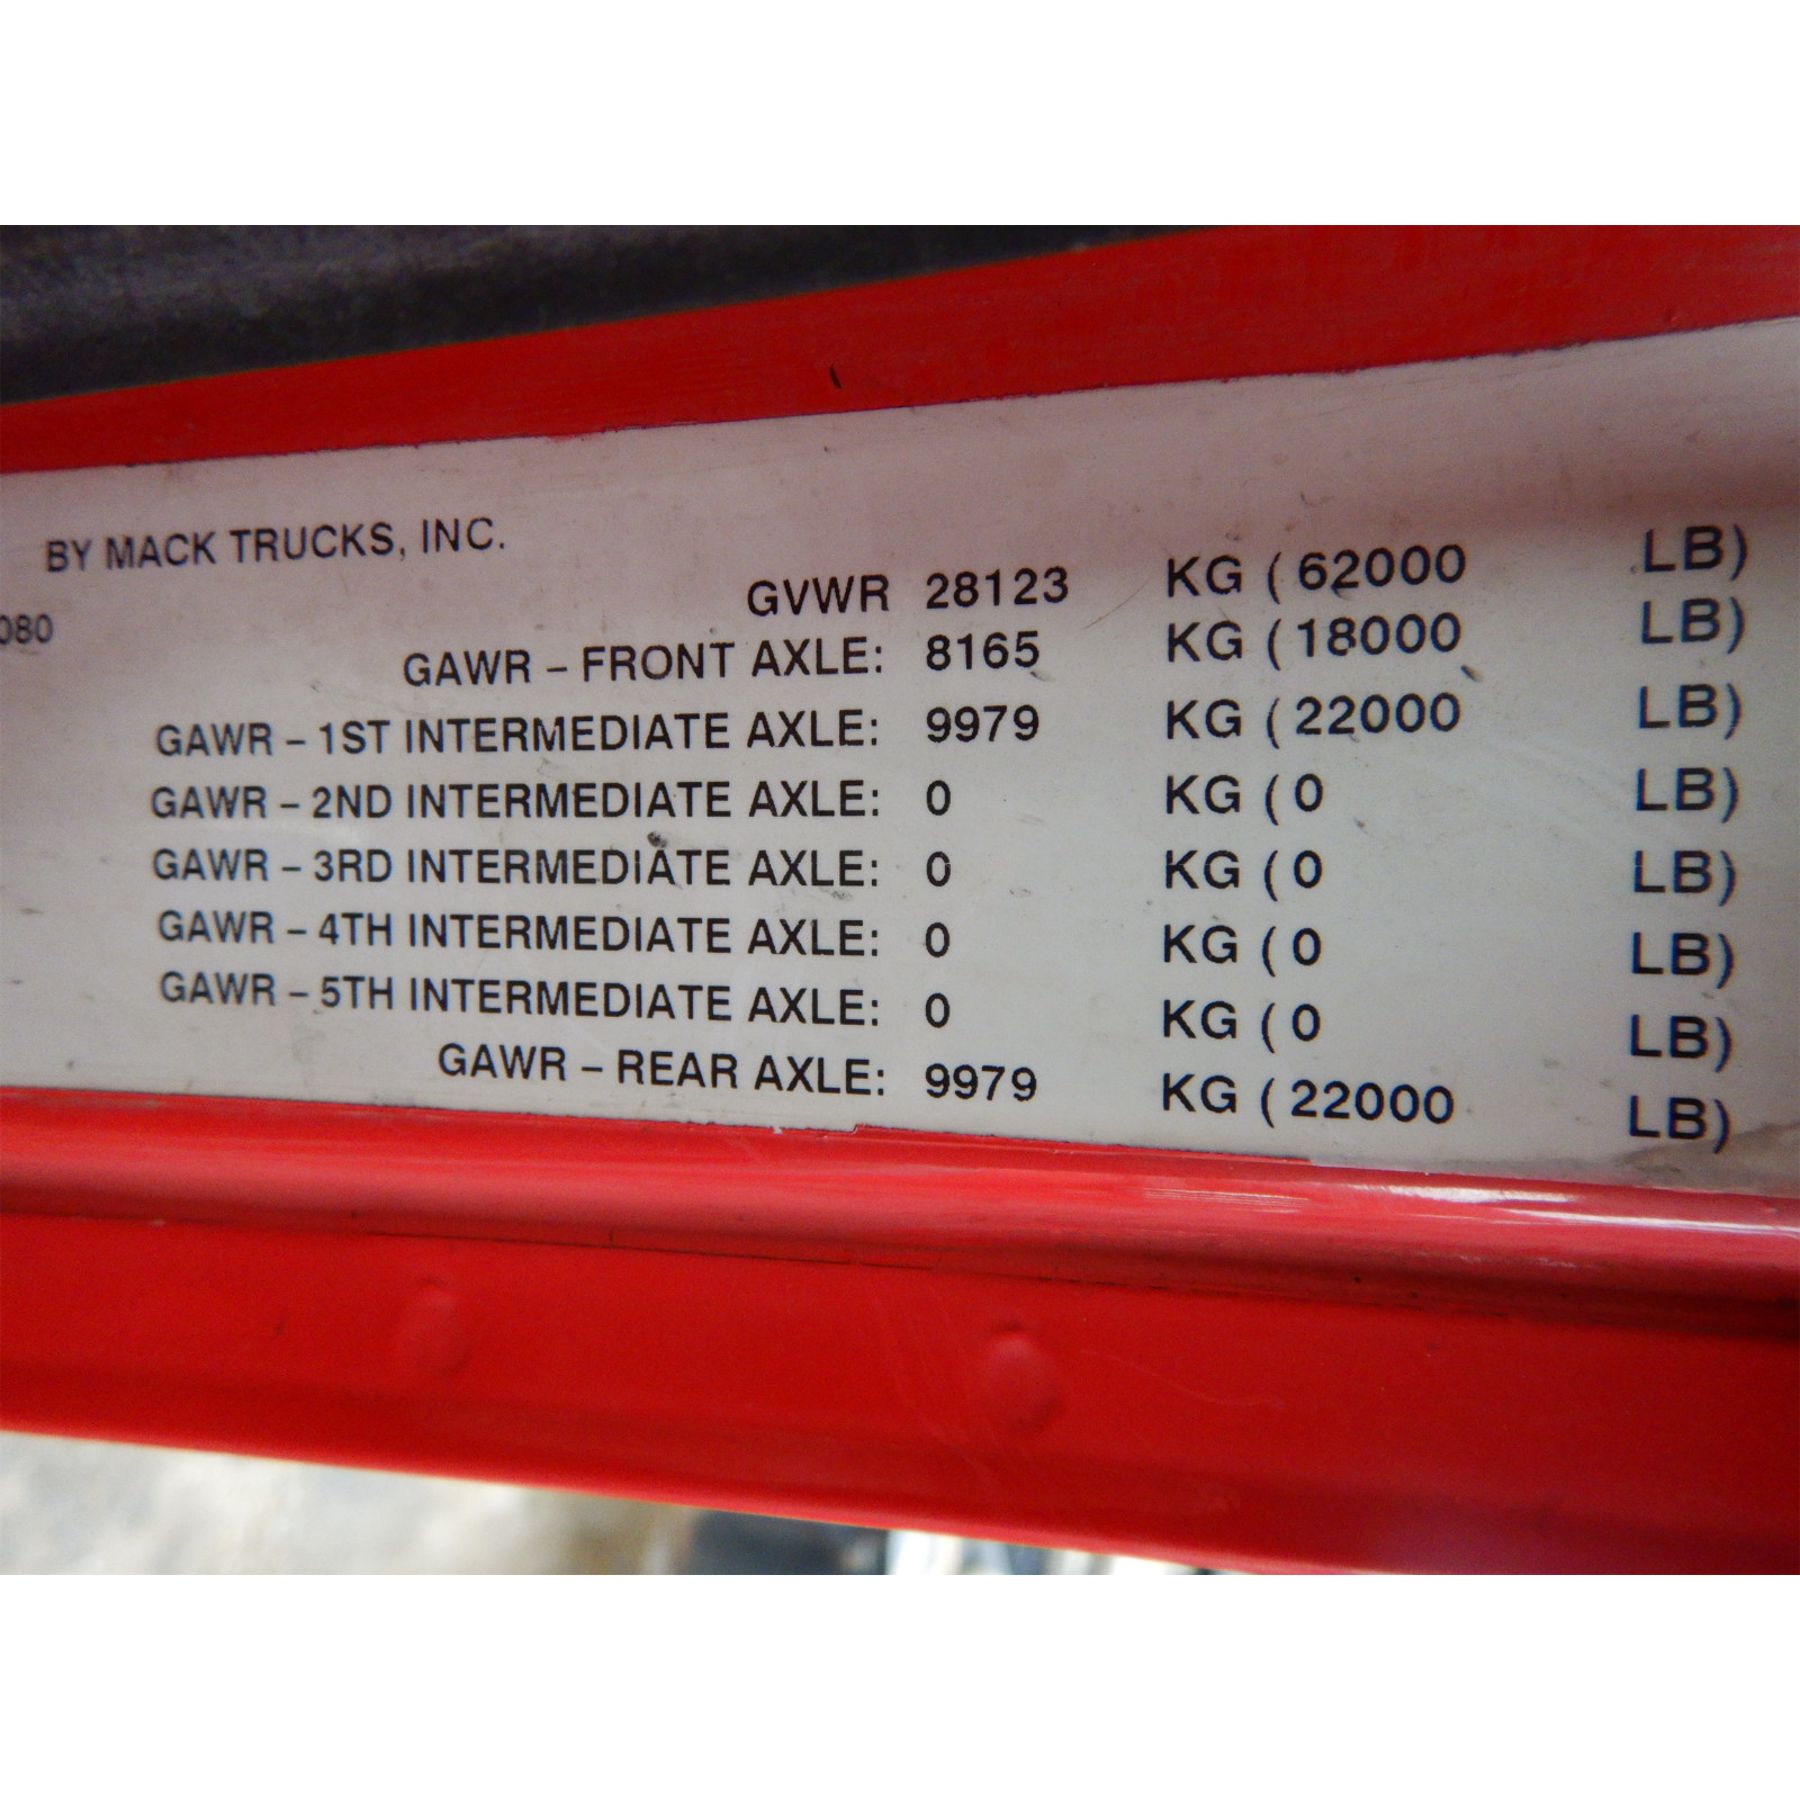 BY MACK TRUCKS, INC.
080
GVWR 28123 KG (62000 LB)
GAWR – FRONT AXLE: 8165 KG (18000 LB)
GAWR – 1ST INTERMEDIATE AXLE: 9979 KG (22000 LB)
GAWR – 2ND INTERMEDIATE AXLE: 0 KG (0 LB)
GAWR – 3RD INTERMEDIATE AXLE: 0 KG (0 LB)
GAWR – 4TH INTERMEDIATE AXLE: 0 KG (0 LB)
GAWR – 5TH INTERMEDIATE AXLE: 0 KG (0 LB)
GAWR – REAR AXLE: 9979 KG (22000 LB)